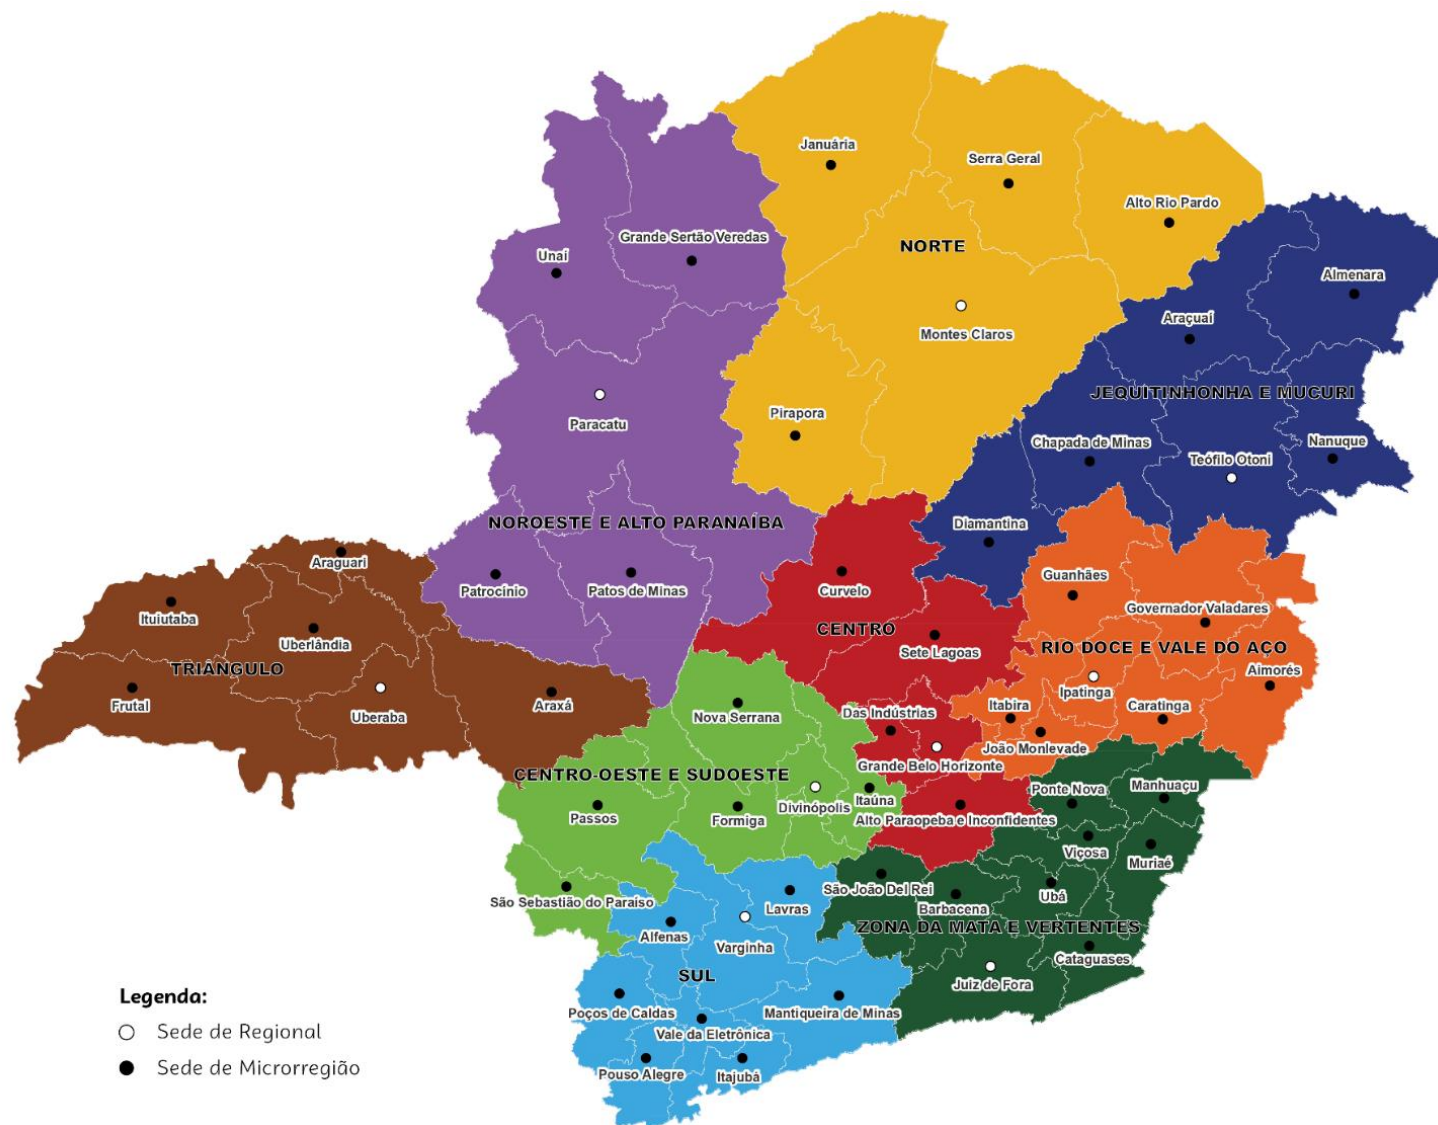 Januária
Serra Geral
Alto Rio Pardo
NORTE
Grande Sertão Veredas
Unaí
Almenara
Araçuaí
Montes Claros
JEQUITINHONHA E MUCURI
Pirapora
Paracatu
Chapada de Minas
Nanuque
Teófilo Otoni
NOROESTE E ALTO PARANAÍBA
Diamantina
Araguari
Guanhães
Patrocínio
Patos de Minas
Curvelo
Governador Valadares
Ituiutaba
CENTRO
Uberlândia
RIO DOCE E VALE DO AÇO
Sete Lagoas
TRIÂNGULO
Aimorés
Ipatinga
Frutal
Uberaba
Araxá
Itabira
Caratinga
Das Indústrias
Nova Serrana
João Monlevade
Grande Belo Horizonte
CENTRO-OESTE E SUDOESTE
Manhuaçu
Ponte Nova
Itaúna
Divinópolis
Passos
Formiga
Alto Paraopeba e Inconfidentes
Viçosa
Muriaé
São João Del Rei
Ubá
São Sebastião do Paraíso
Barbacena
Lavras
ZONA DA MATA E VERTENTES
Alfenas
Varginha
Cataguases
SUL
Juiz de Fora
Poços de Caldas
Mantiqueira de Minas
Vale da Eletrônica
Pouso Alegre
Itajubá
Legenda:
Sede de Regional
Sede de Microrregião